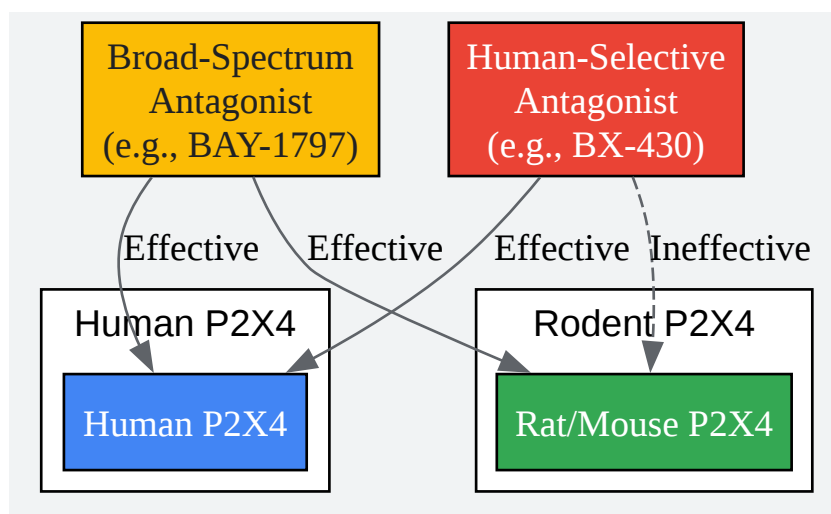 Broad-Spectrum
Antagonist
(e.g., BAY-1797)
Human-Selective
Antagonist
(e.g., BX-430)
Effective
Effective
Effective
Ineffective
Human P2X4
Rodent P2X4
Human P2X4
Rat/Mouse P2X4